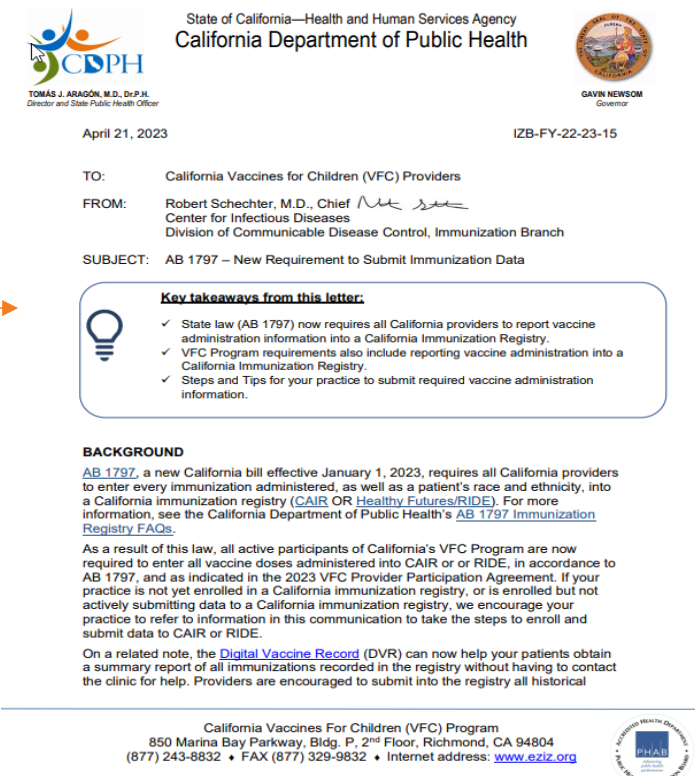 State of California—Health and Human Services Agency
California Department of Public Health
CDPH
TOMÁS J. ARAGÓN, M.D., Dr.P.H.
Director and State Public Health Officer
GAVIN NEWSOM
Governor
April 21, 2023 IZB-FY-22-23-15
TO: California Vaccines for Children (VFC) Providers
FROM: Robert Schechter, M.D., Chief
Center for Infectious Diseases
Division of Communicable Disease Control, Immunization Branch
SUBJECT: AB 1797 – New Requirement to Submit Immunization Data
Key takeaways from this letter:
✓ State law (AB 1797) now requires all California providers to report vaccine
administration information into a California Immunization Registry.
✓ VFC Program requirements also include reporting vaccine administration into a
California Immunization Registry.
✓ Steps and Tips for your practice to submit required vaccine administration
information.
BACKGROUND
AB 1797, a new California bill effective January 1, 2023, requires all California providers
to enter every immunization administered, as well as a patient's race and ethnicity, into
a California immunization registry (CAIR OR Healthy Futures/RIDE). For more
information, see the California Department of Public Health's AB 1797 Immunization
Registry FAQs.
As a result of this law, all active participants of California's VFC Program are now
required to enter all vaccine doses administered into CAIR or or RIDE, in accordance to
AB 1797, and as indicated in the 2023 VFC Provider Participation Agreement. If your
practice is not yet enrolled in a California immunization registry, or is enrolled but not
actively submitting data to a California immunization registry, we encourage your
practice to refer to information in this communication to take the steps to enroll and
submit data to CAIR or RIDE.
On a related note, the Digital Vaccine Record (DVR) can now help your patients obtain
a summary report of all immunizations recorded in the registry without having to contact
the clinic for help. Providers are encouraged to submit into the registry all historical
California Vaccines For Children (VFC) Program
850 Marina Bay Parkway, Bldg. P, 2nd Floor, Richmond, CA 94804
(877) 243-8832 ♦ FAX (877) 329-9832 ♦ Internet address: www.eziz.org
PHAB